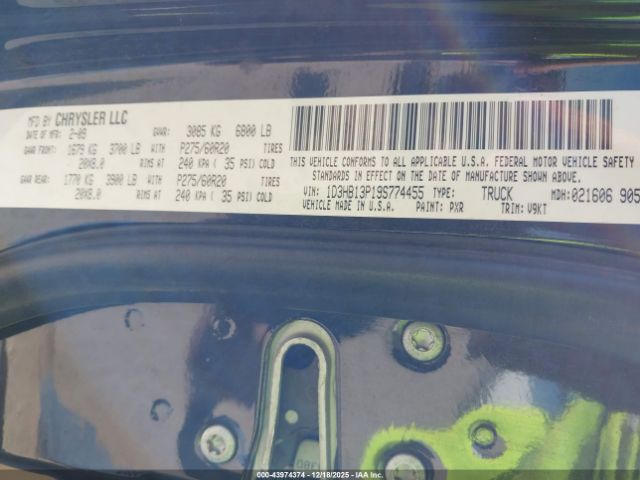 MFD BY CHRYSLER LLC
DATE OF MFR 2-09 GVWR: 3085 KG 6800 LB
GAWR FRONT: 1679 KG 3700 LB WITH P275/60R20 TIRES
20X8.0 RIMS AT 240 KPA ( 35 PSI) COLD
GAWR REAR: 1770 KG 3900 LB WITH P275/60R20 TIRES
20X8.0 RIMS AT 240 KPA ( 35 PSI) COLD
THIS VEHICLE CONFORMS TO ALL APPLICABLE U.S.A. FEDERAL MOTOR VEHICLE SAFETY
STANDARDS IN EFFECT ON THE DATE OF MANUFACTURE SHOWN ABOVE.
VIN: 1D3HB13P19S774455 TYPE: TRUCK MDH: 021606 905
VEHICLE MADE IN U.S.A. PAINT: PXR TRIM: V9KT
000-43974374 - 12/18/2025 - IAAI.COM